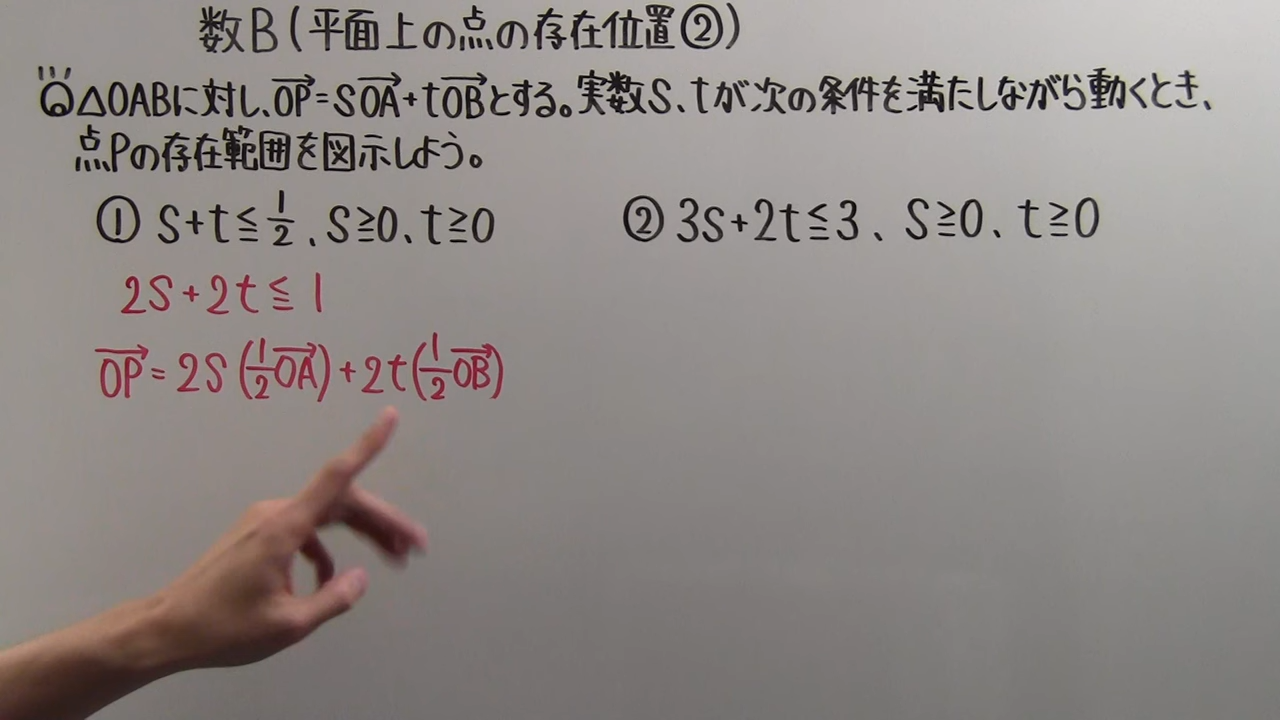 数B(平面上の点の存在位置②)
Q △OABに対し、OP→=sOA→+tOB→とする。実数s、tが次の条件を満たしながら動くとき、
点Pの存在範囲を図示しよう。
① s+t≦1/2、s≧0、t≧0
② 3s+2t≦3、s≧0、t≧0
2s+2t≦1
OP→=2s(1/2OA→)+2t(1/2OB→)